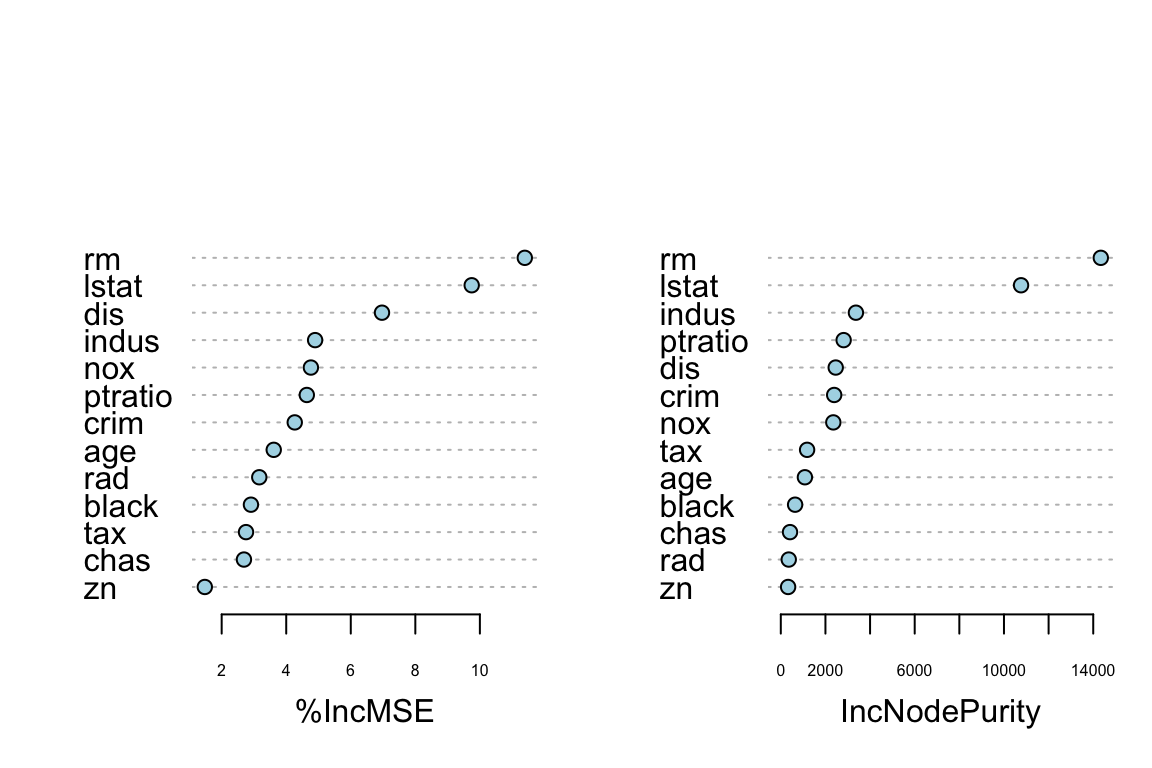 rm
lstat
dis
indus
nox
ptratio
crim
age
rad
black
tax
chas
zn
2 4 6 8 10
%IncMSE
rm
lstat
indus
ptratio
dis
crim
nox
tax
age
black
chas
rad
zn
0 2000 6000 10000 14000
IncNodePurity